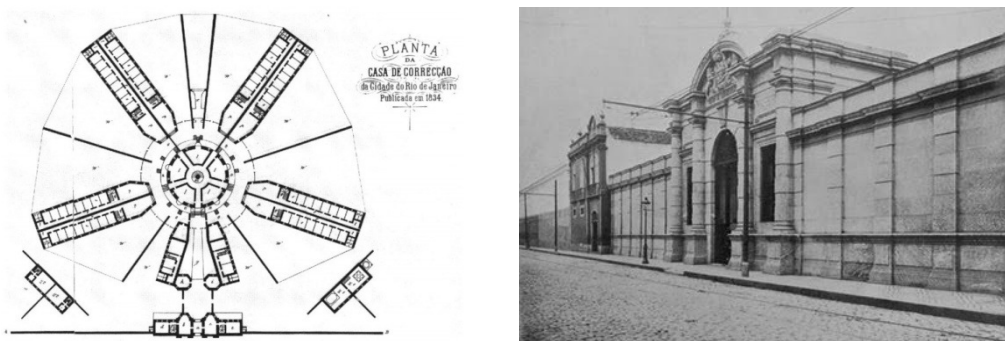 PLANTA
DA
CASA DE CORRECÇÃO
da Cidade do Rio de Janeiro
Publicada em 1834.